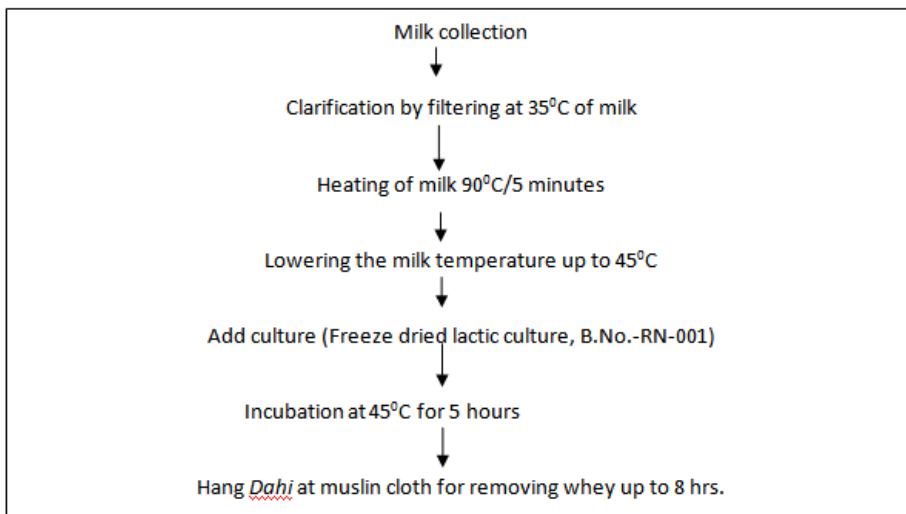 Milk collection
Clarification by filtering at 35⁰C of milk
Heating of milk 90⁰C/5 minutes
Lowering the milk temperature up to 45⁰C
Add culture (Freeze dried lactic culture, B.No.-RN-001)
Incubation at 45⁰C for 5 hours
Hang Dahi at muslin cloth for removing whey up to 8 hrs.